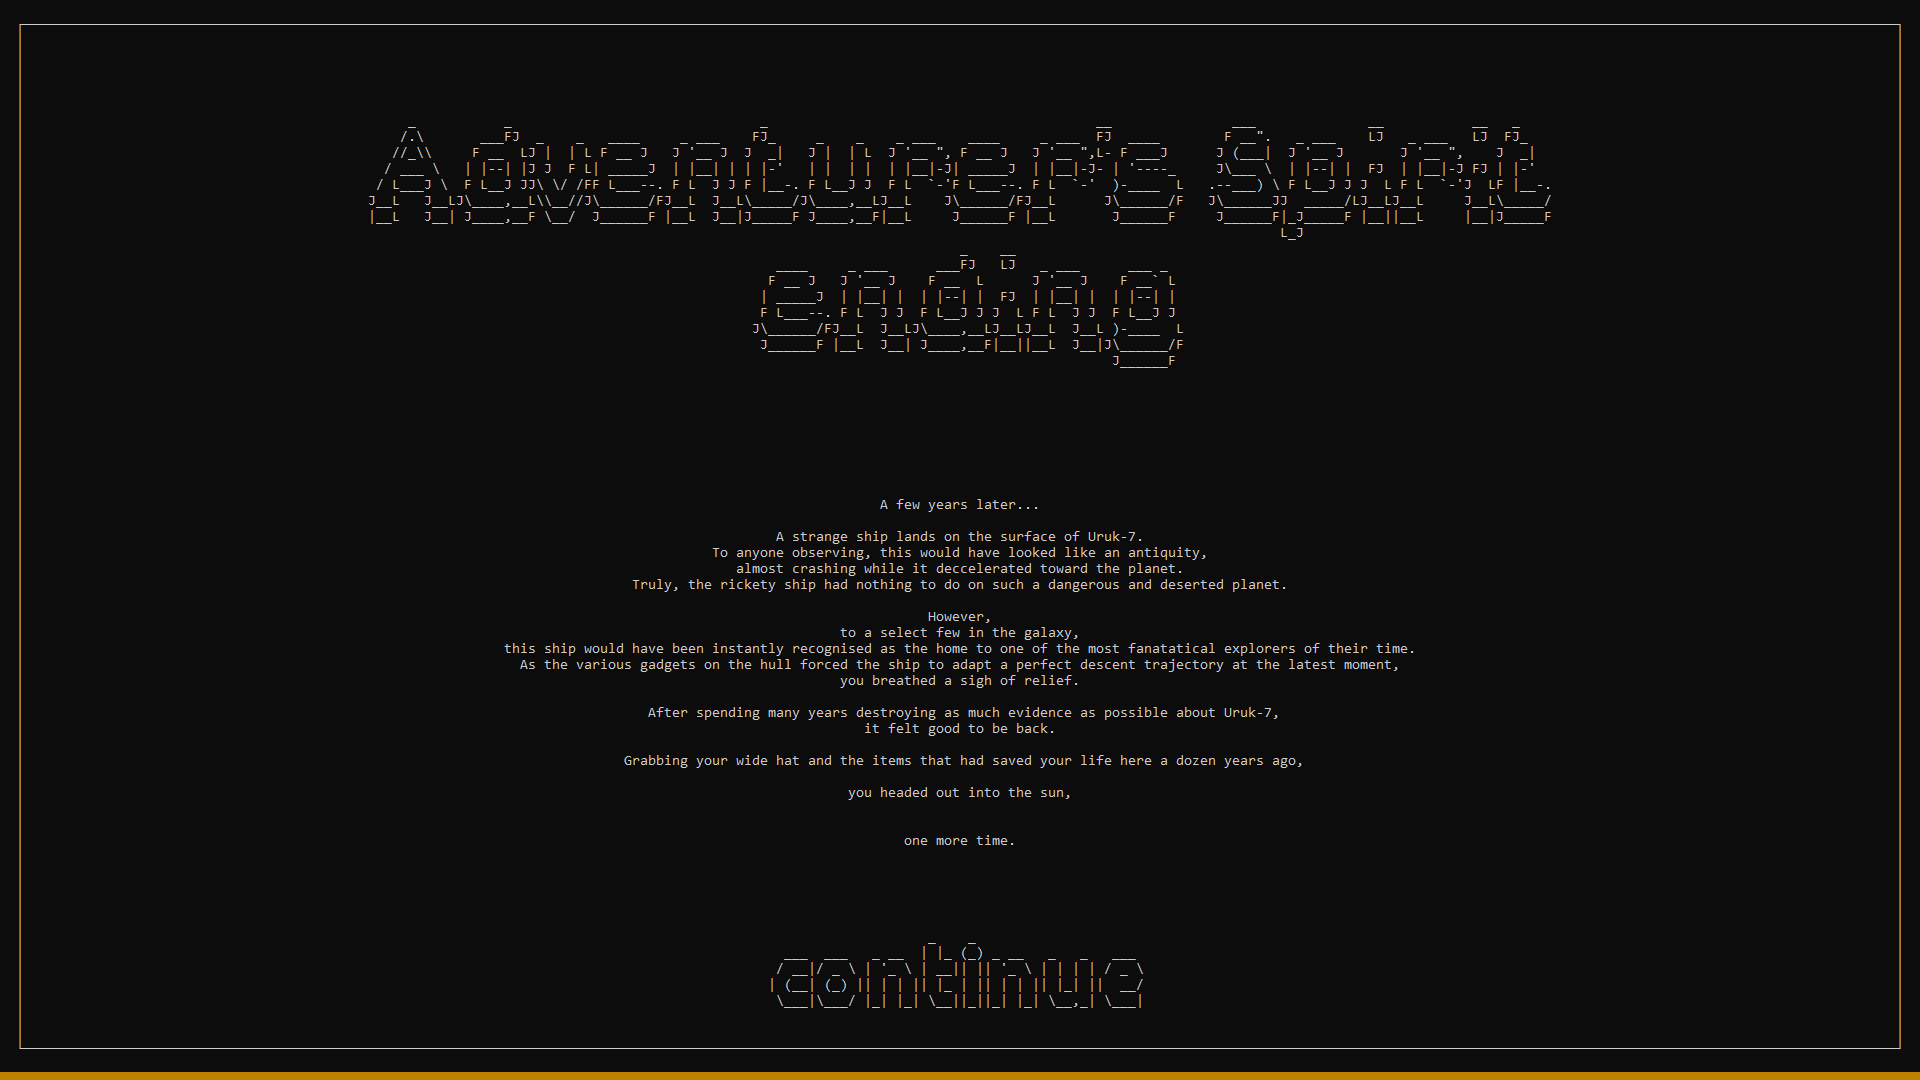 Adventurer's Spirit
ending
A few years later...
A strange ship lands on the surface of Uruk-7.
To anyone observing, this would have looked like an antiquity,
almost crashing while it deccelerated toward the planet.
Truly, the rickety ship had nothing to do on such a dangerous and deserted planet.
However,
to a select few in the galaxy,
this ship would have been instantly recognised as the home to one of the most fanatatical explorers of their time.
As the various gadgets on the hull forced the ship to adapt a perfect descent trajectory at the latest moment,
you breathed a sigh of relief.
After spending many years destroying as much evidence as possible about Uruk-7,
it felt good to be back.
Grabbing your wide hat and the items that had saved your life here a dozen years ago,
you headed out into the sun,
one more time.
continue